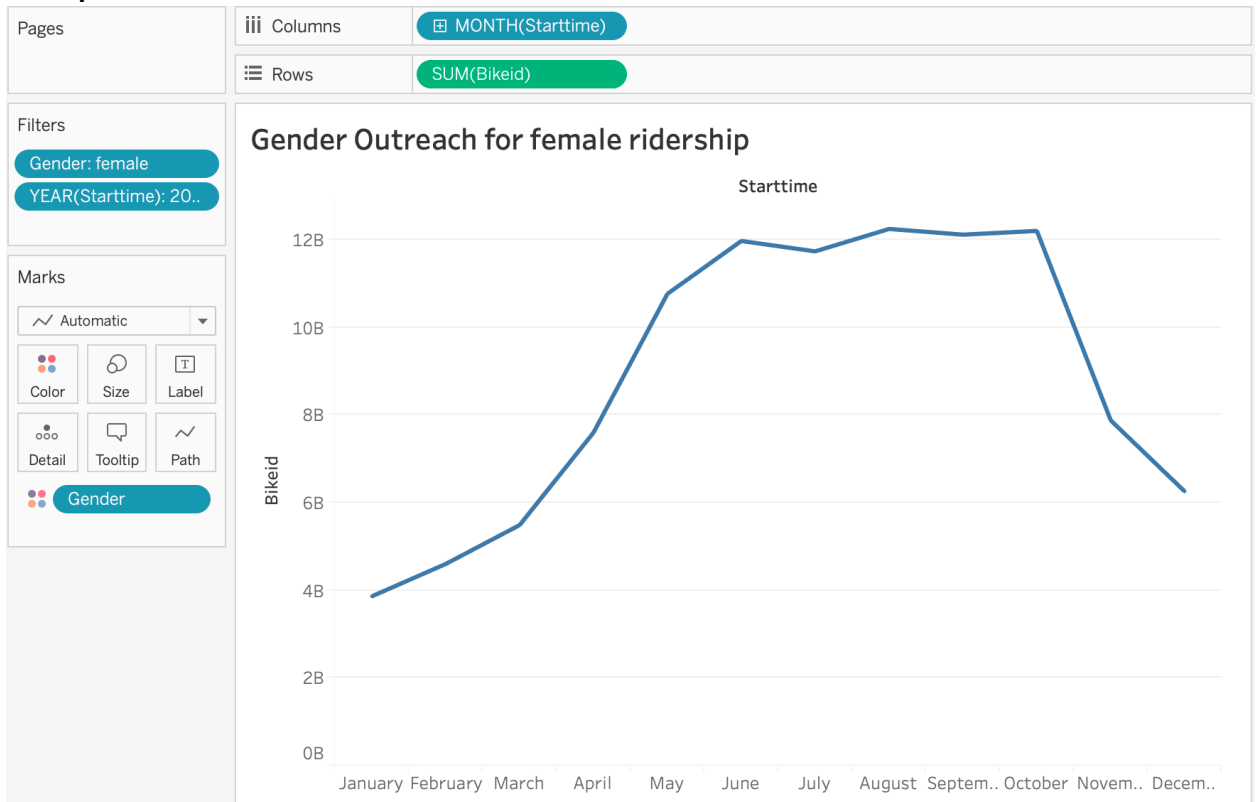 Pages
Columns
MONTH(Starttime)
Rows
SUM(Bikeid)
Filters
Gender: female
YEAR(Starttime): 20..
Marks
Automatic
Color Size Label
Detail Tooltip Path
Gender
Gender Outreach for female ridership
Starttime
12B
10B
8B
6B
4B
2B
0B
Bikeid
January February March April May June July August Septem.. October Novem.. Decem..